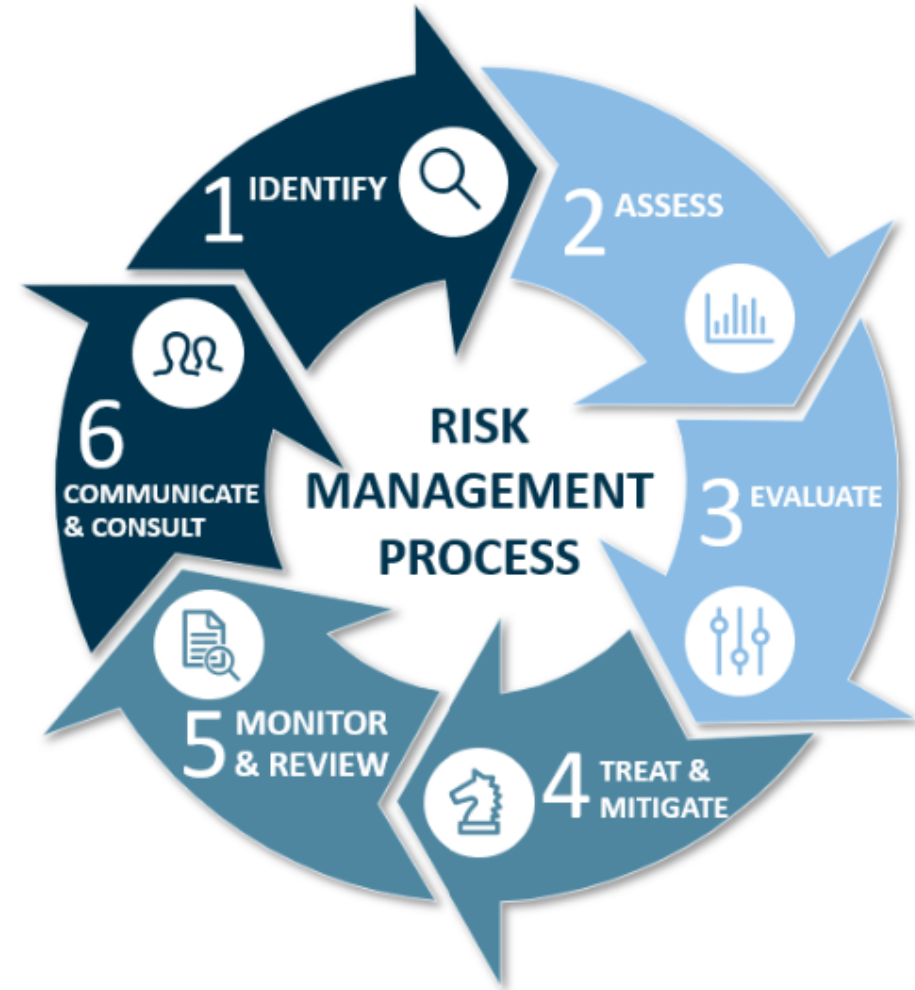 1 IDENTIFY
2 ASSESS
3 EVALUATE
4 TREAT &
MITIGATE
5 MONITOR
& REVIEW
6
COMMUNICATE
& CONSULT
RISK
MANAGEMENT
PROCESS